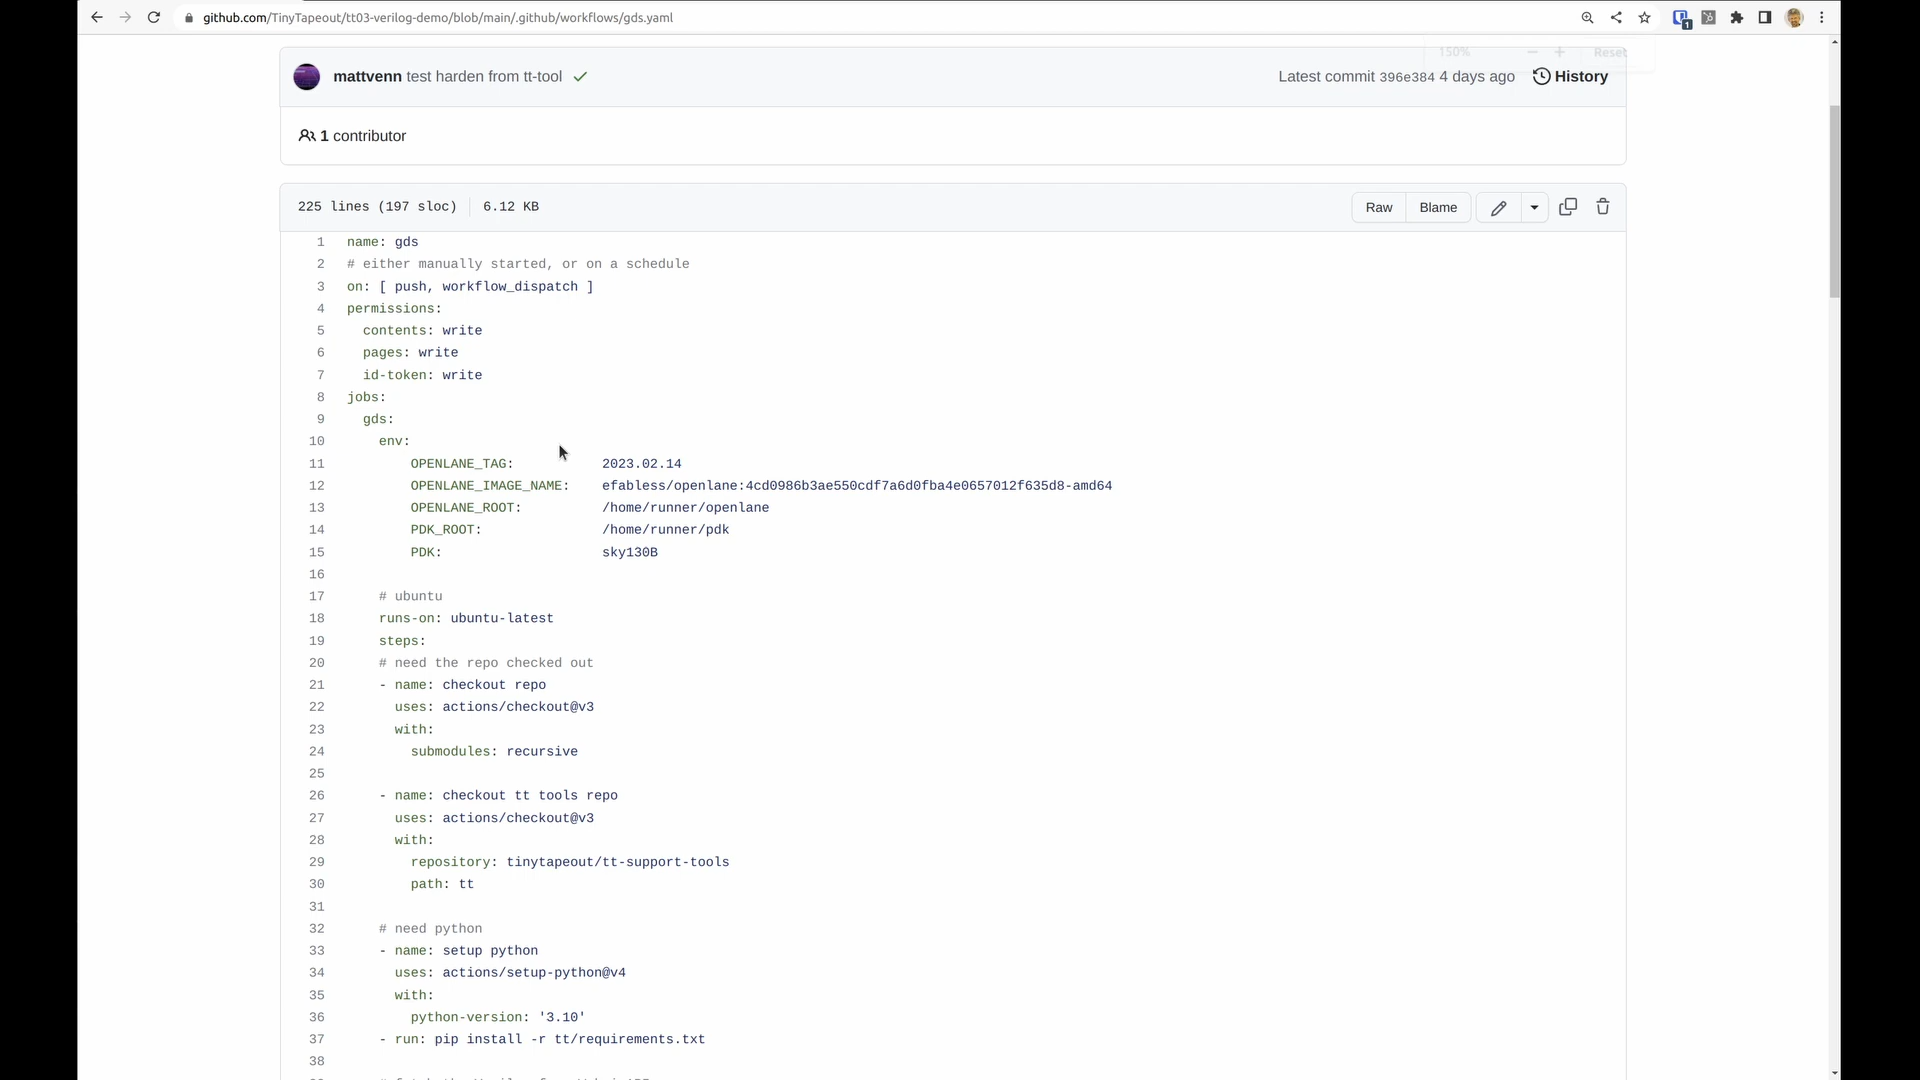 github.com/TinyTapeout/tt03-verilog-demo/blob/main/.github/workflows/gds.yaml
1
150%
Reset
mattvenn test harden from tt-tool
Latest commit 396e384 4 days ago
History
1 contributor
225 lines (197 sloc)
6.12 KB
Raw
Blame
1 name: gds
2 # either manually started, or on a schedule
3 on: [ push, workflow_dispatch ]
4 permissions:
5 contents: write
6 pages: write
7 id-token: write
8 jobs:
9 gds:
10 env:
11 OPENLANE_TAG: 2023.02.14
12 OPENLANE_IMAGE_NAME: efabless/openlane:4cd0986b3ae550cdf7a6d0fba4e0657012f635d8-amd64
13 OPENLANE_ROOT: /home/runner/openlane
14 PDK_ROOT: /home/runner/pdk
15 PDK: sky130B
16
17 # ubuntu
18 runs-on: ubuntu-latest
19 steps:
20 # need the repo checked out
21 - name: checkout repo
22 uses: actions/checkout@v3
23 with:
24 submodules: recursive
25
26 - name: checkout tt tools repo
27 uses: actions/checkout@v3
28 with:
29 repository: tinytapeout/tt-support-tools
30 path: tt
31
32 # need python
33 - name: setup python
34 uses: actions/setup-python@v4
35 with:
36 python-version: '3.10'
37 - run: pip install -r tt/requirements.txt
38